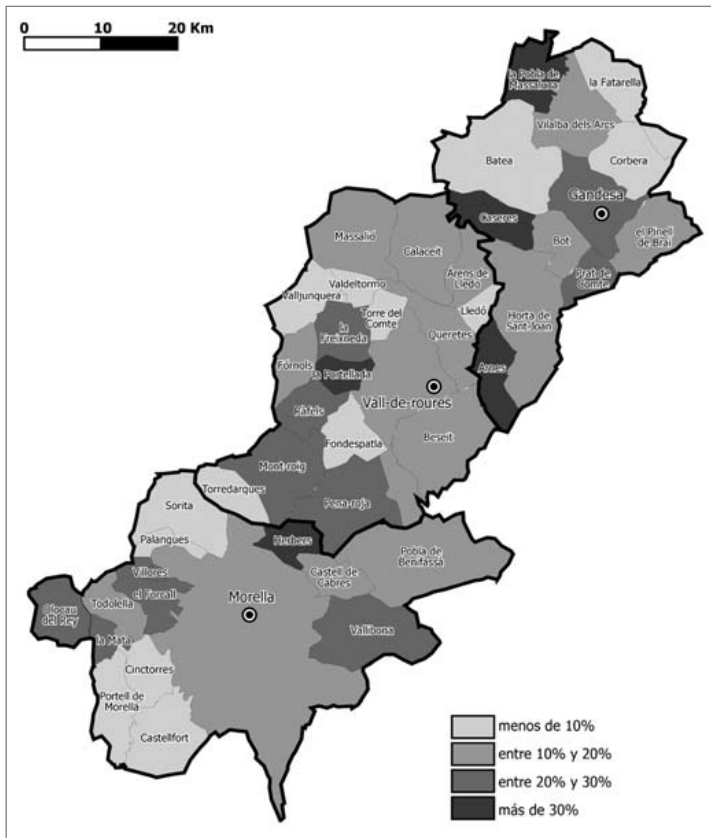 0 10 20 Km
la Pobla de
Massaluca
la Fatarella
Vilalba dels Arcs
Batea
Corbera
Gandesa
Caseres
el Pinell
de Brai
Bot
Massalió
Calaceit
Prat de
Comte
Arens de
Lledó
Valljunquera
Valdeltormo
Torre del
Comte
Lledó
Horta de
Sant Joan
la
Freixneda
Queretes
Fórnols
la Portellada
Arnes
Vall-de-roures
Ràfels
Fondespatla
Beseit
Mont-roig
Torredarques
Pena-roja
Sorita
Palanques
Herbers
Pobla de
Benifassà
Castell de
Cabres
Villores
el Forcall
Todolella
Morella
Olocau
del Rey
Vallibona
la Mata
Cinctorres
Portell de
Morella
Castellfort
menos de 10%
entre 10% y 20%
entre 20% y 30%
más de 30%